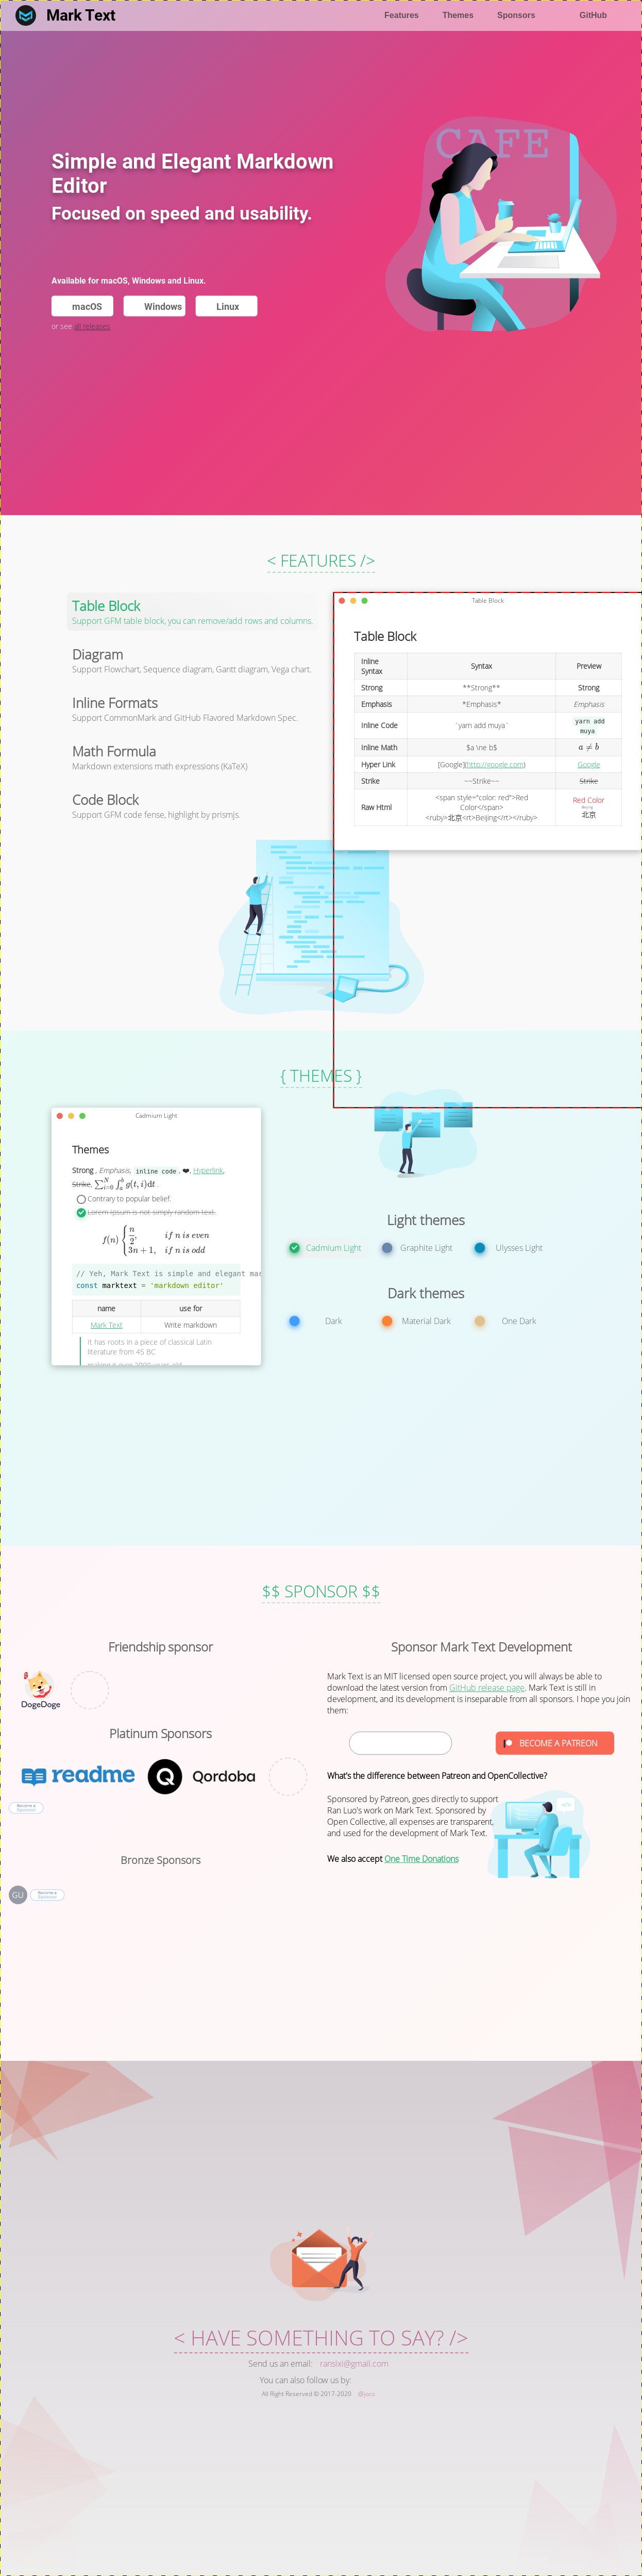 Mark Text
Features
Themes
Sponsors
GitHub
CAFE
Simple and Elegant Markdown
Editor
Focused on speed and usability.
Available for macOS, Windows and Linux.
macOS
Windows
Linux
or see all releases
< FEATURES />
Table Block
Support GFM table block, you can remove/add rows and columns.
Diagram
Support Flowchart, Sequence diagram, Gantt diagram, Vega chart.
Inline Formats
Support CommonMark and GitHub Flavored Markdown Spec.
Math Formula
Markdown extensions math expressions (KaTeX)
Code Block
Support GFM code fense, highlight by prismjs.
Table Block
Table Block
Inline Syntax Syntax Preview
Strong **Strong** Strong
Emphasis *Emphasis* Emphasis
Inline Code `yarn add muya` yarn add muya
Inline Math $a \ne b$ a ≠ b
Hyper Link [Google](http://google.com) Google
Strike ~~Strike~~ Strike
Raw Html <span style="color: red">Red Color</span> <ruby>北京<rt>Beijing</rt></ruby> Red Color Beijing 北京
{ THEMES }
Cadmium Light
Themes
Strong , Emphasis, inline code , ❤️, Hyperlink,
Strike, ∑_{i=0}^{N} ∫_a^b g(t, i)dt .
Contrary to popular belief.
Lorem Ipsum is not simply random text.
f(n) { n/2, if n is even
3n + 1, if n is odd
// Yeh, Mark Text is simple and elegant mar
const marktext = 'markdown editor'
name use for
Mark Text Write markdown
It has roots in a piece of classical Latin
literature from 45 BC
making it over 2000 years old
Light themes
Cadmium Light
Graphite Light
Ulysses Light
Dark themes
Dark
Material Dark
One Dark
$$ SPONSOR $$
Friendship sponsor
DogeDoge
Platinum Sponsors
readme
Qordoba
Become a
Sponsor
Bronze Sponsors
GU
Become a
Sponsor
Sponsor Mark Text Development
Mark Text is an MIT licensed open source project, you will always be able to
download the latest version from GitHub release page. Mark Text is still in
development, and its development is inseparable from all sponsors. I hope you join
them:
BECOME A PATREON
What's the difference between Patreon and OpenCollective?
Sponsored by Patreon, goes directly to support
Ran Luo's work on Mark Text. Sponsored by
Open Collective, all expenses are transparent,
and used for the development of Mark Text.
We also accept One Time Donations
< HAVE SOMETHING TO SAY? />
Send us an email: ransixi@gmail.com
You can also follow us by:
All Right Reserved © 2017-2020 @Jocs